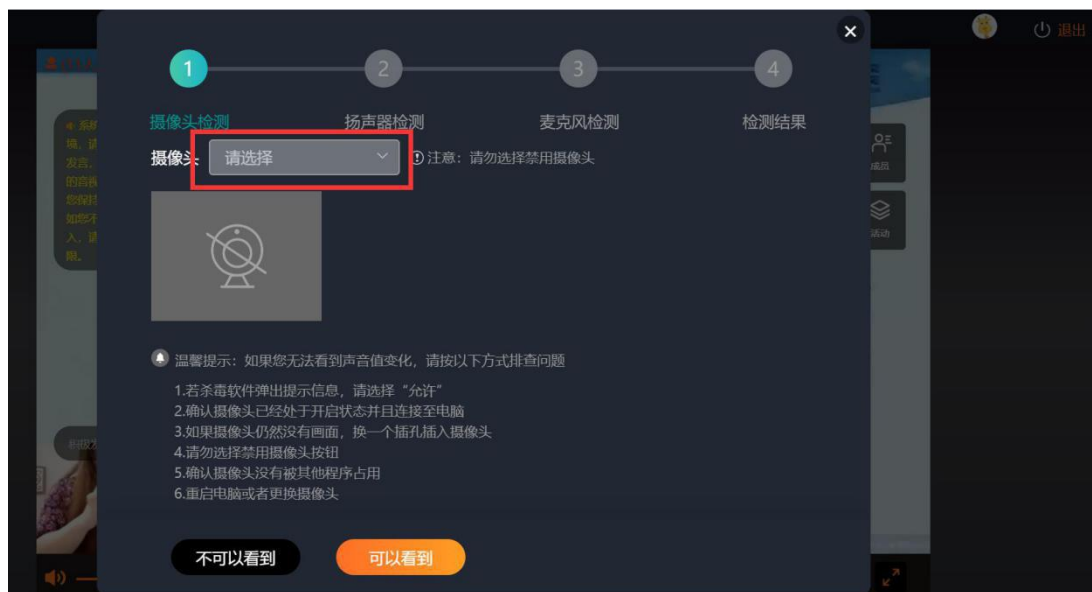 退出
1
2
3
4
摄像头检测
扬声器检测
麦克风检测
检测结果
摄像头
请选择
注意：请勿选择禁用摄像头
成员
活动
温馨提示：如果您无法看到声音值变化，请按以下方式排查问题
1.若杀毒软件弹出提示信息，请选择“允许”
2.确认摄像头已经处于开启状态并且连接至电脑
3.如果摄像头仍然没有画面，换一个插孔插入摄像头
4.请勿选择禁用摄像头按钮
5.确认摄像头没有被其他程序占用
6.重启电脑或者更换摄像头
不可以看到
可以看到